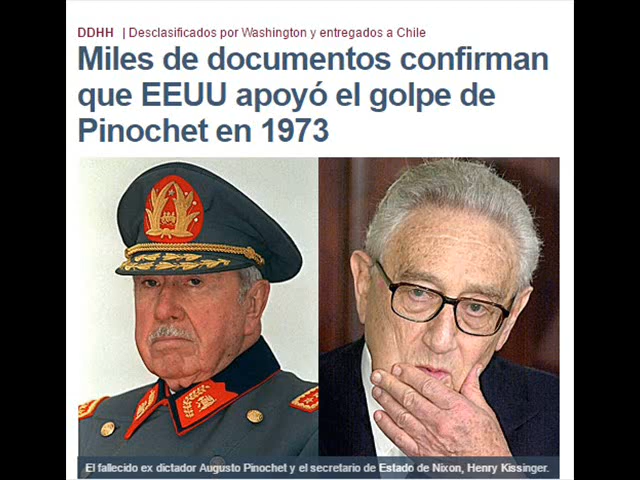 DDHH | Desclasificados por Washington y entregados a Chile
Miles de documentos confirman
que EEUU apoyó el golpe de
Pinochet en 1973
El fallecido ex dictador Augusto Pinochet y el secretario de Estado de Nixon, Henry Kissinger.